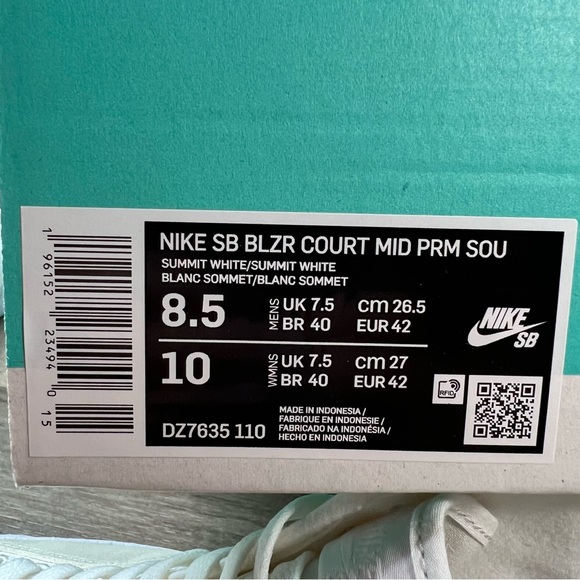 NIKE SB BLZR COURT MID PRM SOU
SUMMIT WHITE/SUMMIT WHITE
BLANC SOMMET/BLANC SOMMET
8.5 MENS UK 7.5 cm 26.5
BR 40 EUR 42
10 WMNS UK 7.5 cm 27
BR 40 EUR 42
NIKE
SB
RFID
DZ7635 110
MADE IN INDONESIA /
FABRIQUE EN INDONESIE /
FABRICADO NA INDONÉSIA /
HECHO EN INDONESIA
1 96152 23494 0 15